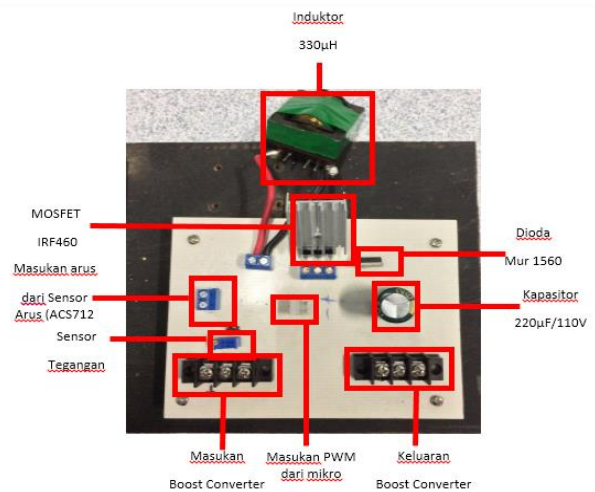 Induktor
330µH
MOSFET
IRF460
Masukan arus
dari Sensor
Arus (ACS712
Sensor
Tegangan
Dioda
Mur 1560
Kapasitor
220µF/110V
Masukan
Boost Converter
Masukan PWM
dari mikro
Keluaran
Boost Converter